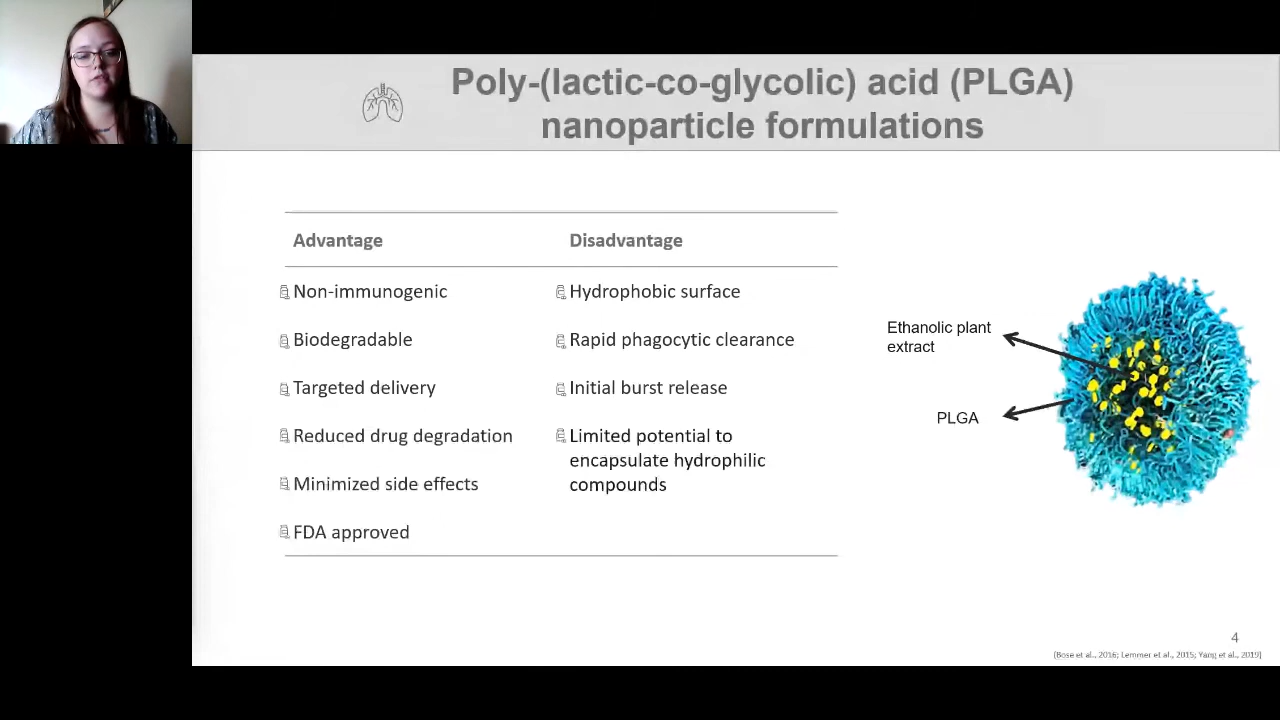 Poly-(lactic-co-glycolic) acid (PLGA)
nanoparticle formulations
Advantage
Disadvantage
Non-immunogenic
Hydrophobic surface
Biodegradable
Rapid phagocytic clearance
Targeted delivery
Initial burst release
Reduced drug degradation
Limited potential to
encapsulate hydrophilic
compounds
Minimized side effects
FDA approved
Ethanolic plant
extract
PLGA
4
(Bose et al., 2016; Lemmer et al., 2015; Yang et al., 2019)